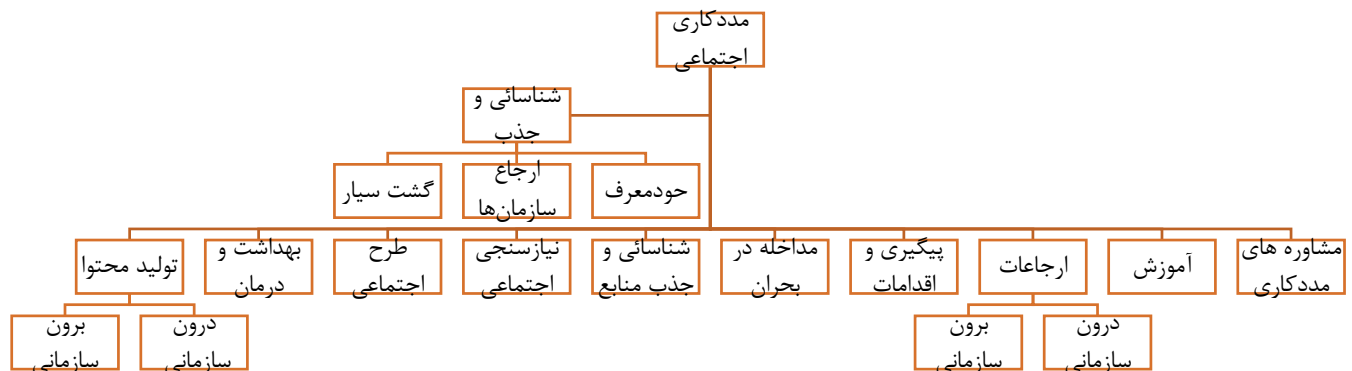 مددکاری
اجتماعی
شناسائی و
جذب
حودمعرف
ارجاع
سازمان‌ها
گشت سیار
مشاوره های
مددکاری
آموزش
ارجاعات
پیگیری و
اقدامات
مداخله در
بحران
شناسائی و
جذب منابع
نیازسنجی
اجتماعی
طرح
اجتماعی
بهداشت و
درمان
تولید محتوا
درون
سازمانی
برون
سازمانی
درون
سازمانی
برون
سازمانی